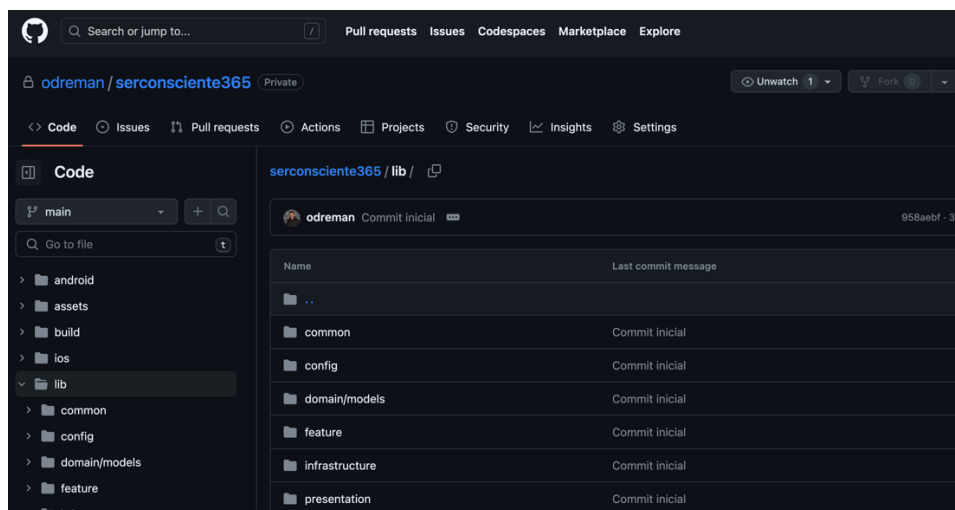 Search or jump to... / Pull requests Issues Codespaces Marketplace Explore
odreman / serconsciente365 Private Unwatch 1 Fork 0
Code Issues Pull requests Actions Projects Security Insights Settings
Code
main
Go to file t
android
assets
build
ios
lib
common
config
domain/models
feature
serconsciente365 / lib /
odreman Commit inicial 958aebf · 3
Name Last commit message
..
common Commit inicial
config Commit inicial
domain/models Commit inicial
feature Commit inicial
infrastructure Commit inicial
presentation Commit inicial